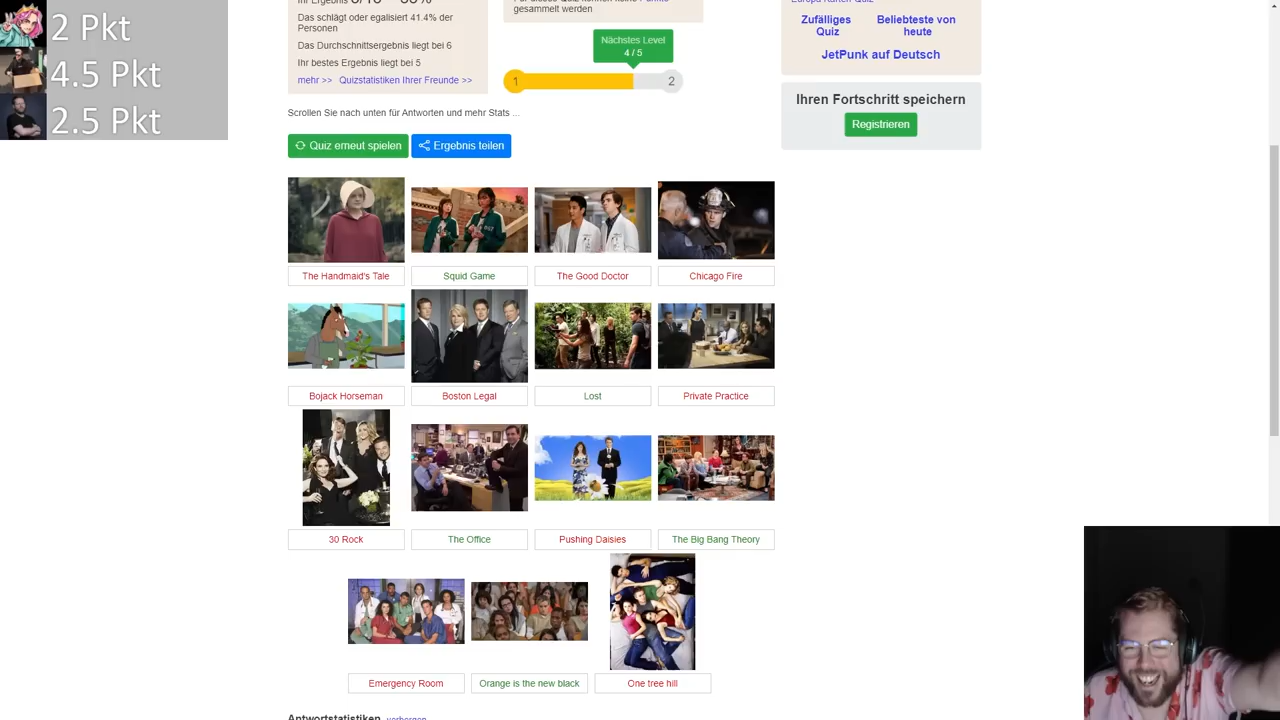 2 Pkt
4.5 Pkt
2.5 Pkt
Das schlägt oder egalisiert 41.4% der
Personen
Das Durchschnittsergebnis liegt bei 6
Ihr bestes Ergebnis liegt bei 5
mehr >> Quizstatistiken Ihrer Freunde >>
gesammelt werden
Nächstes Level
4 / 5
1
2
Zufälliges
Quiz
Beliebteste von
heute
JetPunk auf Deutsch
Ihren Fortschritt speichern
Registrieren
Scrollen Sie nach unten für Antworten und mehr Stats ...
Quiz erneut spielen
Ergebnis teilen
The Handmaid's Tale
Squid Game
The Good Doctor
Chicago Fire
Bojack Horseman
Boston Legal
Lost
Private Practice
30 Rock
The Office
Pushing Daisies
The Big Bang Theory
Emergency Room
Orange is the new black
One tree hill
Antwortstatistiken verbergen